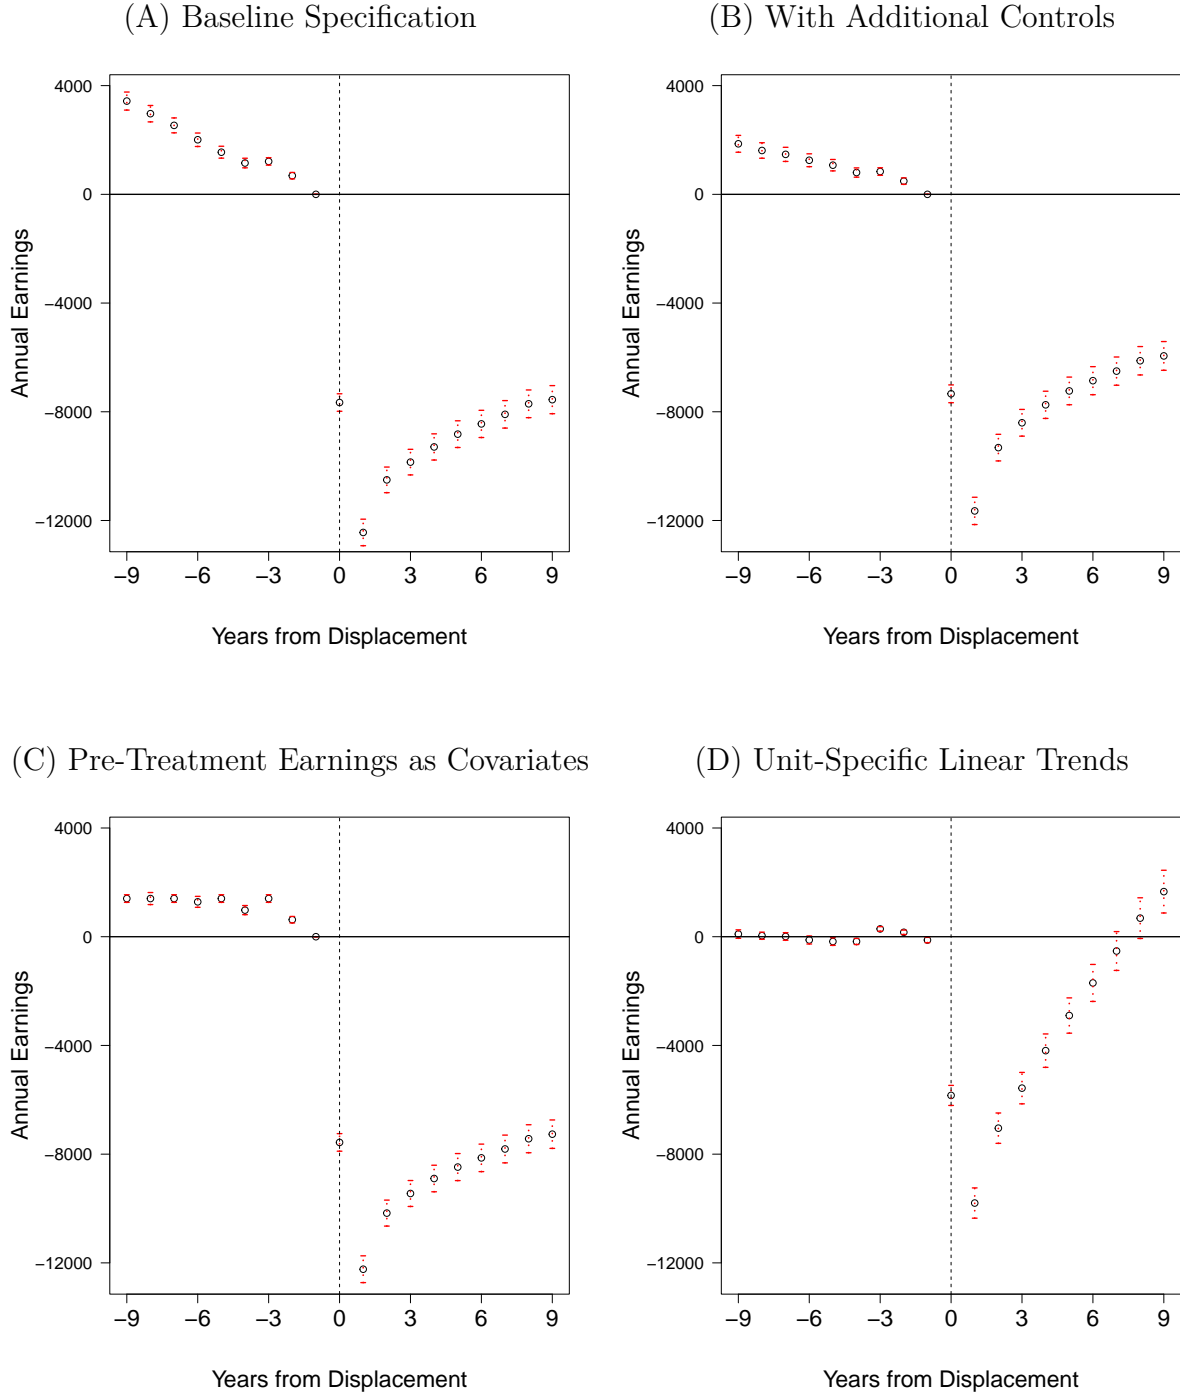 (A) Baseline Specification
(B) With Additional Controls
4000
0
−4000
−8000
−12000
Annual Earnings
−9 −6 −3 0 3 6 9
Years from Displacement
4000
0
−4000
−8000
−12000
Annual Earnings
−9 −6 −3 0 3 6 9
Years from Displacement
(C) Pre-Treatment Earnings as Covariates
(D) Unit-Specific Linear Trends
4000
0
−4000
−8000
−12000
Annual Earnings
−9 −6 −3 0 3 6 9
Years from Displacement
4000
0
−4000
−8000
−12000
Annual Earnings
−9 −6 −3 0 3 6 9
Years from Displacement